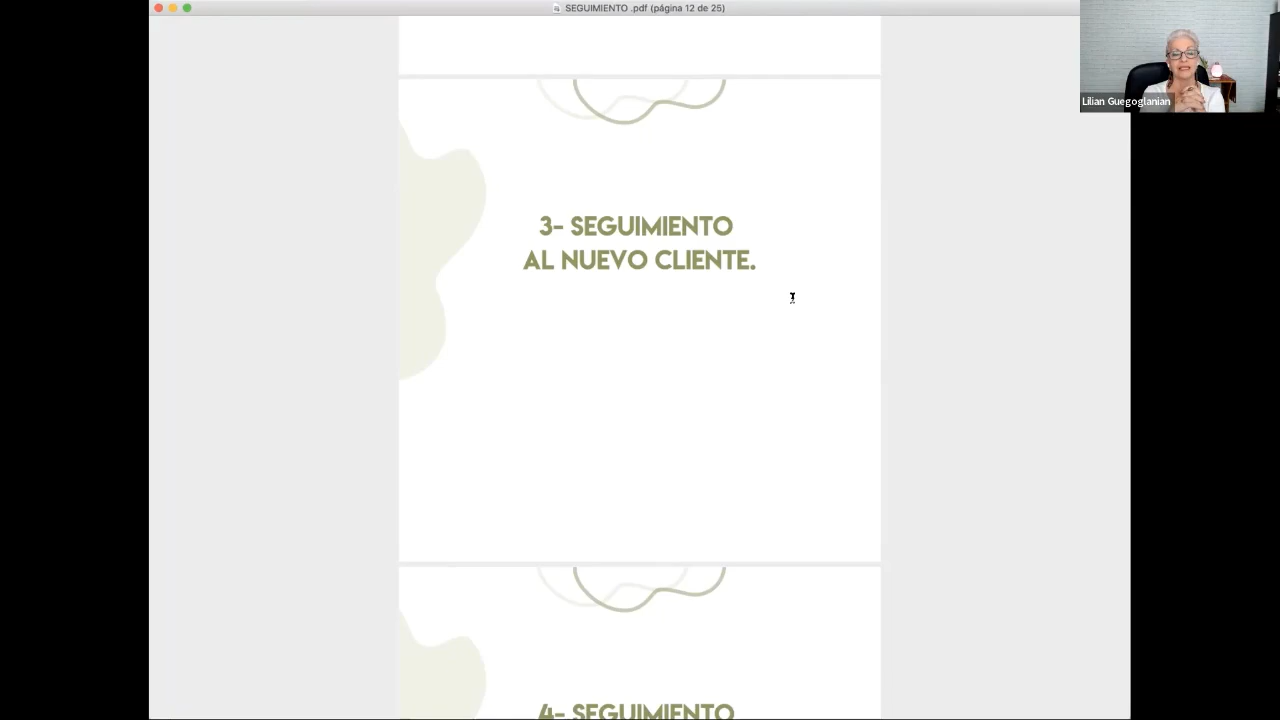 SEGUIMIENTO .pdf (página 12 de 25)
Lilian Guegoglanian
3- SEGUIMIENTO
AL NUEVO CLIENTE.
4- SEGUIMIENTO